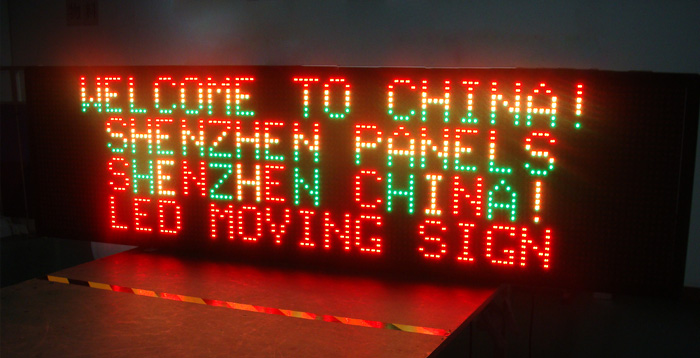 WELCOME TO CHINA!
SHENZHEN PANELS
SHENZHEN CHINA!
LED MOVING SIGN